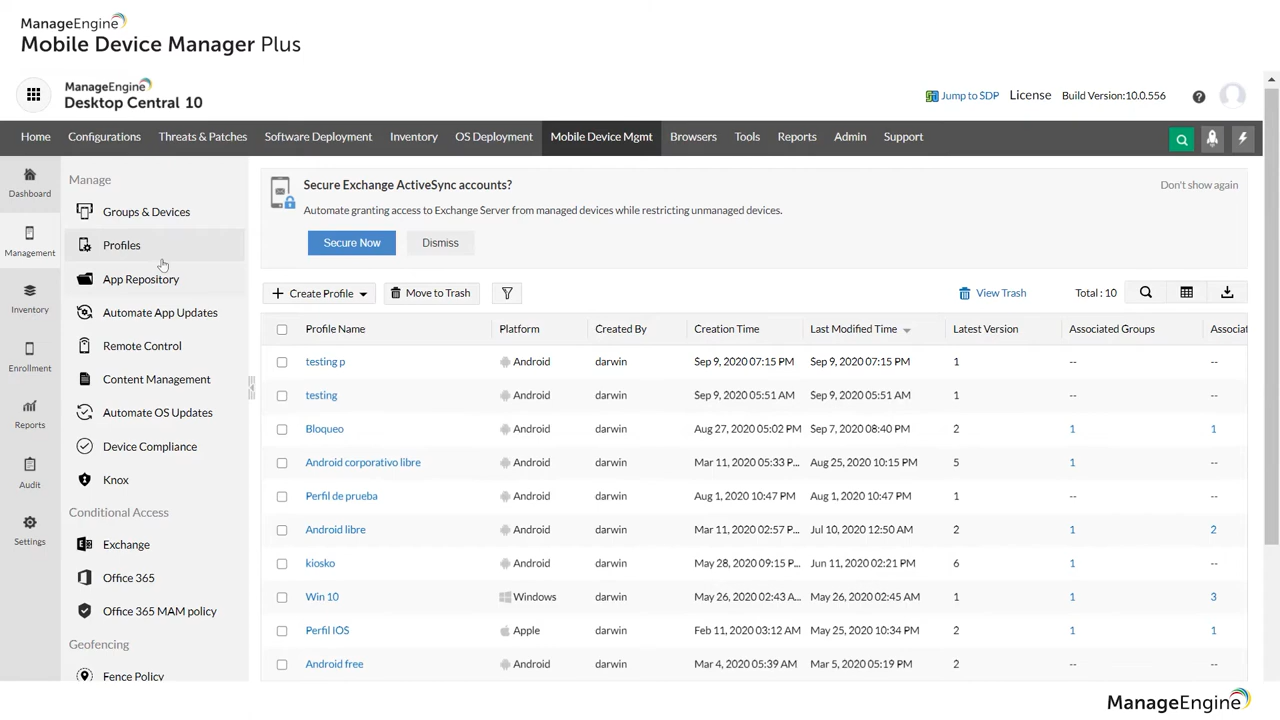 ManageEngine
Mobile Device Manager Plus
ManageEngine
Desktop Central 10
Jump to SDP License Build Version:10.0.556
Home Configurations Threats & Patches Software Deployment Inventory OS Deployment Mobile Device Mgmt Browsers Tools Reports Admin Support
Dashboard
Management
Inventory
Enrollment
Reports
Audit
Settings
Manage
Groups & Devices
Profiles
App Repository
Automate App Updates
Remote Control
Content Management
Automate OS Updates
Device Compliance
Knox
Conditional Access
Exchange
Office 365
Office 365 MAM policy
Geofencing
Fence Policy
Secure Exchange ActiveSync accounts? Don't show again
Automate granting access to Exchange Server from managed devices while restricting unmanaged devices.
Secure Now Dismiss
+ Create Profile Move to Trash View Trash Total : 10
Profile Name Platform Created By Creation Time Last Modified Time Latest Version Associated Groups Associat
testing p Android darwin Sep 9, 2020 07:15 PM Sep 9, 2020 07:15 PM 1 -- --
testing Android darwin Sep 9, 2020 05:51 AM Sep 9, 2020 05:51 AM 1 -- --
Bloqueo Android darwin Aug 27, 2020 05:02 PM Sep 7, 2020 08:40 PM 2 1 1
Android corporativo libre Android darwin Mar 11, 2020 05:33 P... Aug 25, 2020 10:15 PM 5 1 --
Perfil de prueba Android darwin Aug 1, 2020 10:47 PM Aug 1, 2020 10:47 PM 1 -- --
Android libre Android darwin Mar 11, 2020 02:57 P... Jul 10, 2020 12:50 AM 2 1 2
kiosko Android darwin May 28, 2020 09:15 P... Jun 11, 2020 02:21 PM 6 1 --
Win 10 Windows darwin May 26, 2020 02:43 A... May 26, 2020 02:45 AM 1 1 3
Perfil IOS Apple darwin Feb 11, 2020 03:12 AM May 25, 2020 10:34 PM 2 1 1
Android free Android darwin Mar 4, 2020 05:39 AM Mar 5, 2020 05:19 PM 2 -- --
ManageEngine